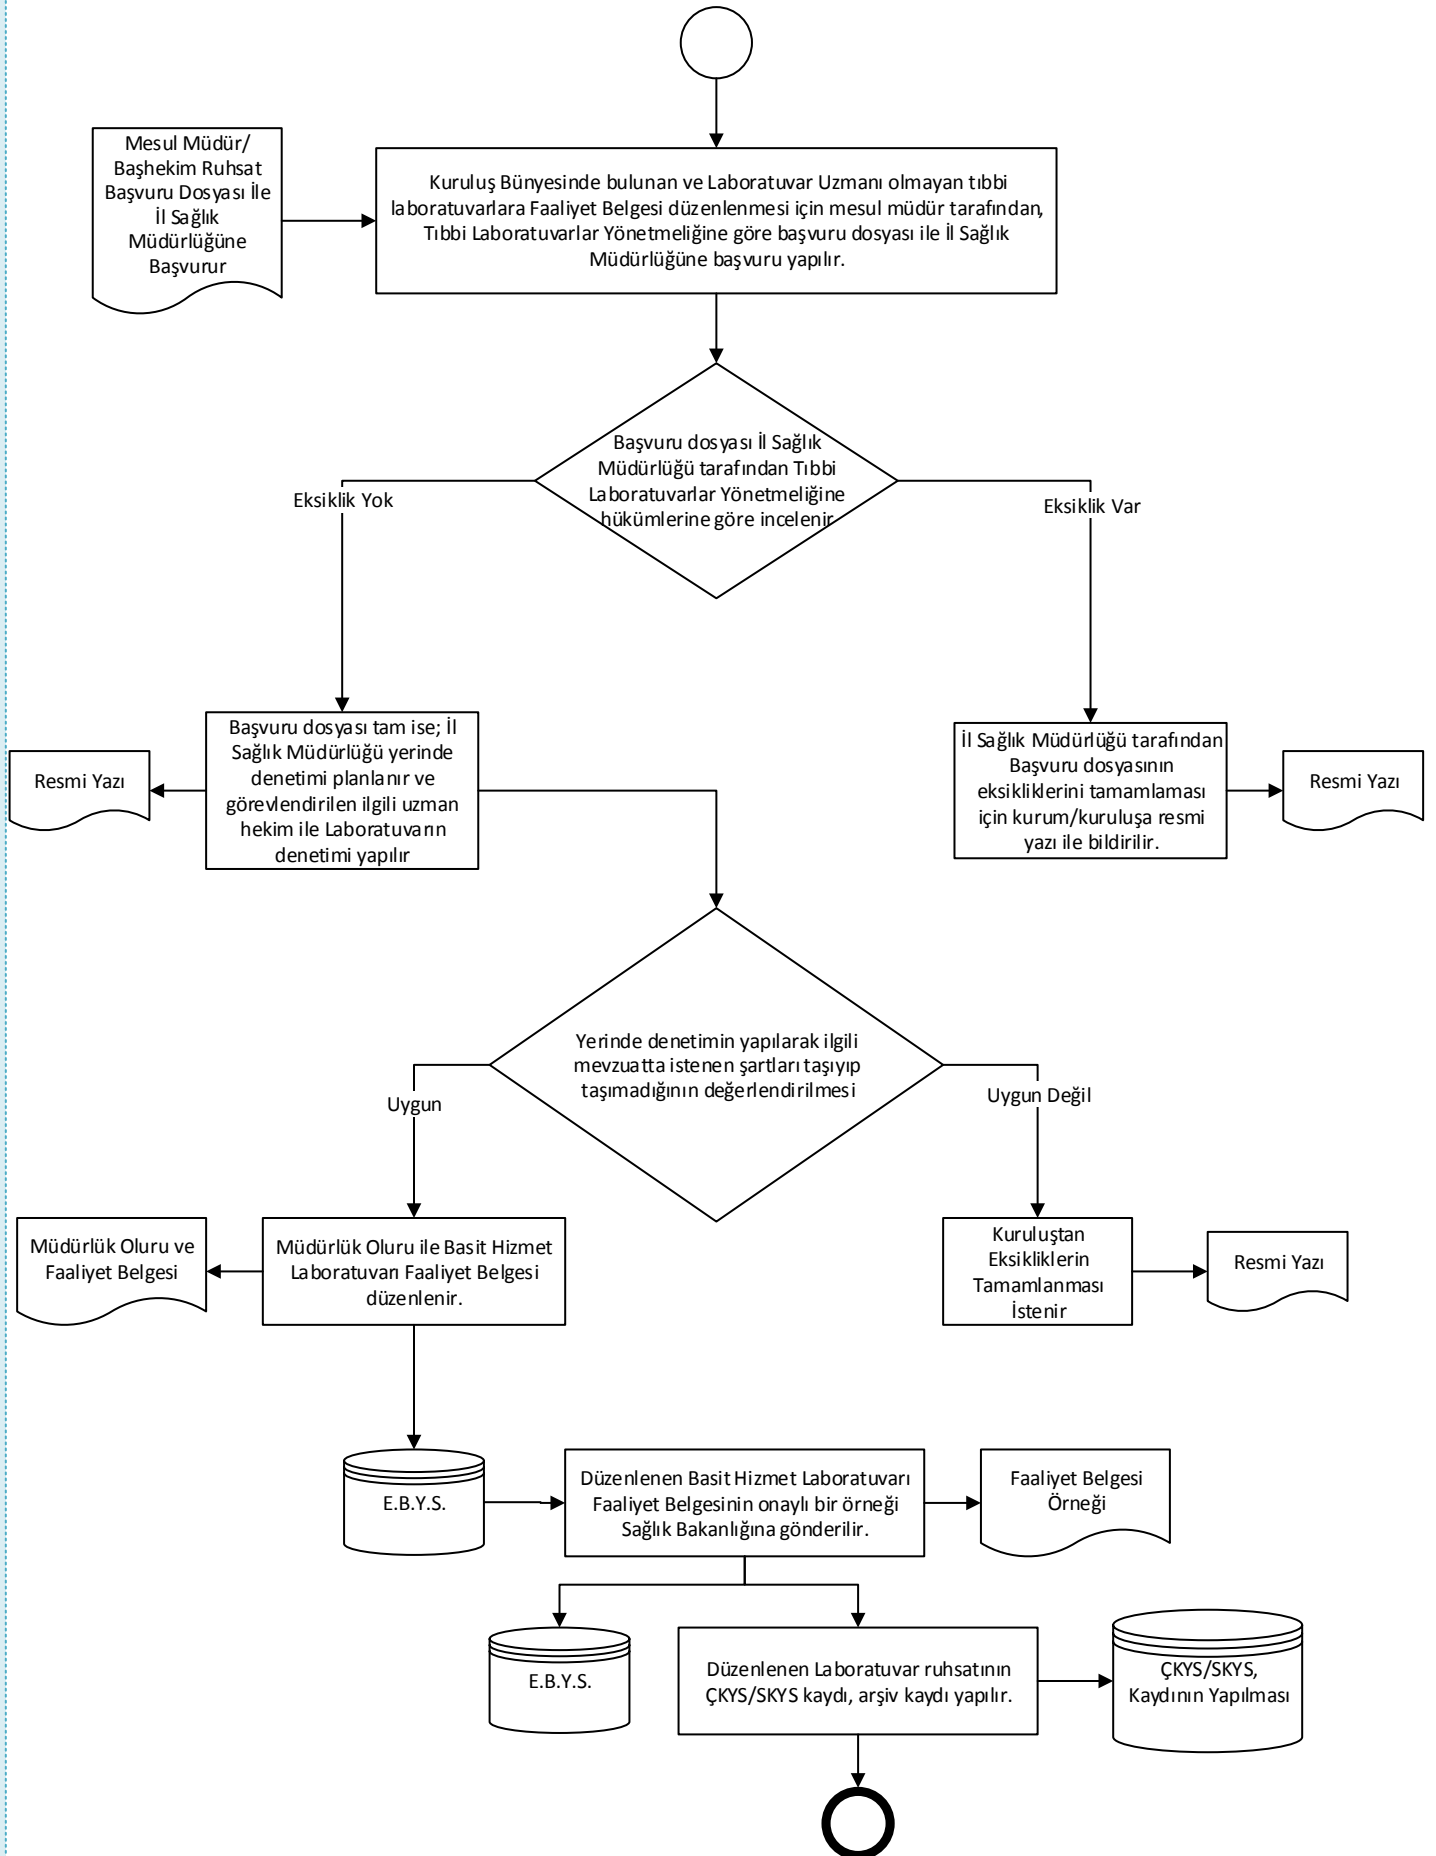 Mesul Müdür/
Başhekim Ruhsat
Başvuru Dosyası İle
İl Sağlık
Müdürlüğüne
Başvurur
Kuruluş Bünyesinde bulunan ve Laboratuvar Uzmanı olmayan tıbbi
laboratuvarlara Faaliyet Belgesi düzenlenmesi için mesul müdür tarafından,
Tıbbi Laboratuvarlar Yönetmeliğine göre başvuru dosyası ile İl Sağlık
Müdürlüğüne başvuru yapılır.
Başvuru dosyası İl Sağlık
Müdürlüğü tarafından Tıbbi
Laboratuvarlar Yönetmeliğine
hükümlerine göre incelenir
Eksiklik Yok
Eksiklik Var
Resmi Yazı
Başvuru dosyası tam ise; İl
Sağlık Müdürlüğü yerinde
denetimi planlanır ve
görevlendirilen ilgili uzman
hekim ile Laboratuvarın
denetimi yapılır
İl Sağlık Müdürlüğü tarafından
Başvuru dosyasının
eksikliklerini tamamlaması
için kurum/kuruluşa resmi
yazı ile bildirilir.
Resmi Yazı
Yerinde denetimin yapılarak ilgili
mevzuatta istenen şartları taşıyıp
taşımadığının değerlendirilmesi
Uygun
Uygun Değil
Müdürlük Oluru ve
Faaliyet Belgesi
Müdürlük Oluru ile Basit Hizmet
Laboratuvarı Faaliyet Belgesi
düzenlenir.
Kuruluştan
Eksikliklerin
Tamamlanması
İstenir
Resmi Yazı
E.B.Y.S.
Düzenlenen Basit Hizmet Laboratuvarı
Faaliyet Belgesinin onaylı bir örneği
Sağlık Bakanlığına gönderilir.
Faaliyet Belgesi
Örneği
E.B.Y.S.
Düzenlenen Laboratuvar ruhsatının
ÇKYS/SKYS kaydı, arşiv kaydı yapılır.
ÇKYS/SKYS,
Kaydının Yapılması